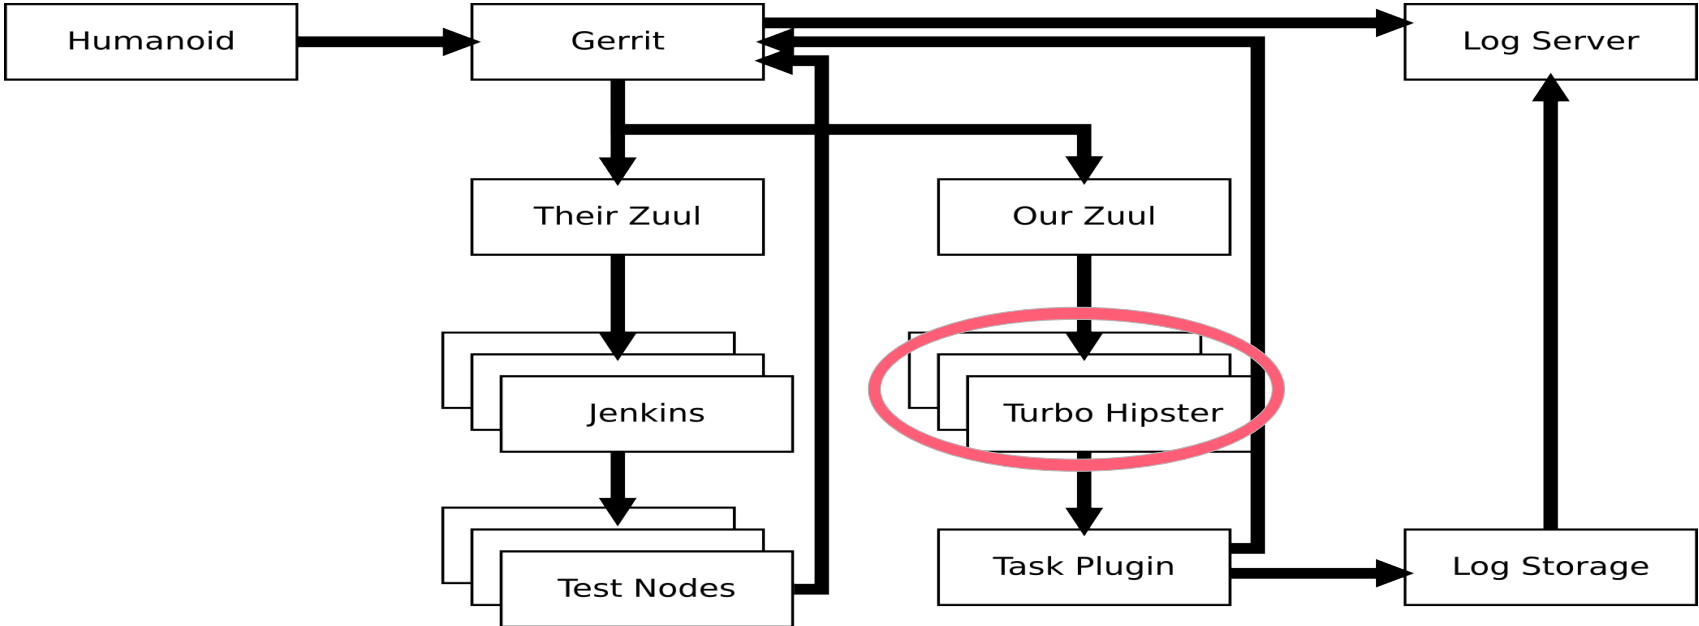 Humanoid
Gerrit
Log Server
Their Zuul
Our Zuul
Jenkins
Turbo Hipster
Test Nodes
Task Plugin
Log Storage